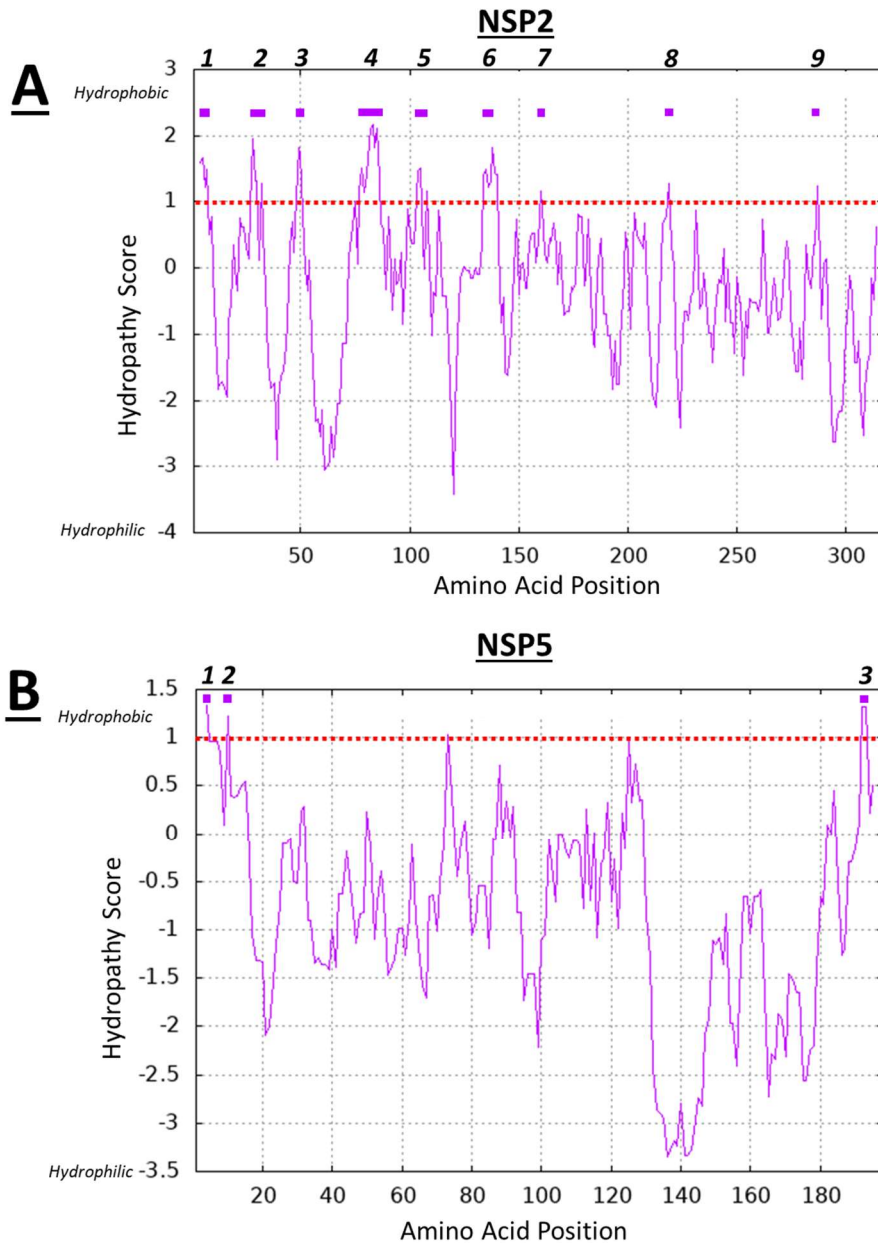 NSP2
A
1 2 3 4 5 6 7 8 9
3
Hydrophobic
2
1
0
-1
-2
-3
Hydrophilic -4
Hydropathy Score
50 100 150 200 250 300
Amino Acid Position
NSP5
B
1 2 3
1.5
Hydrophobic
1
0.5
0
-0.5
-1
-1.5
-2
-2.5
-3
Hydrophilic -3.5
Hydropathy Score
20 40 60 80 100 120 140 160 180
Amino Acid Position